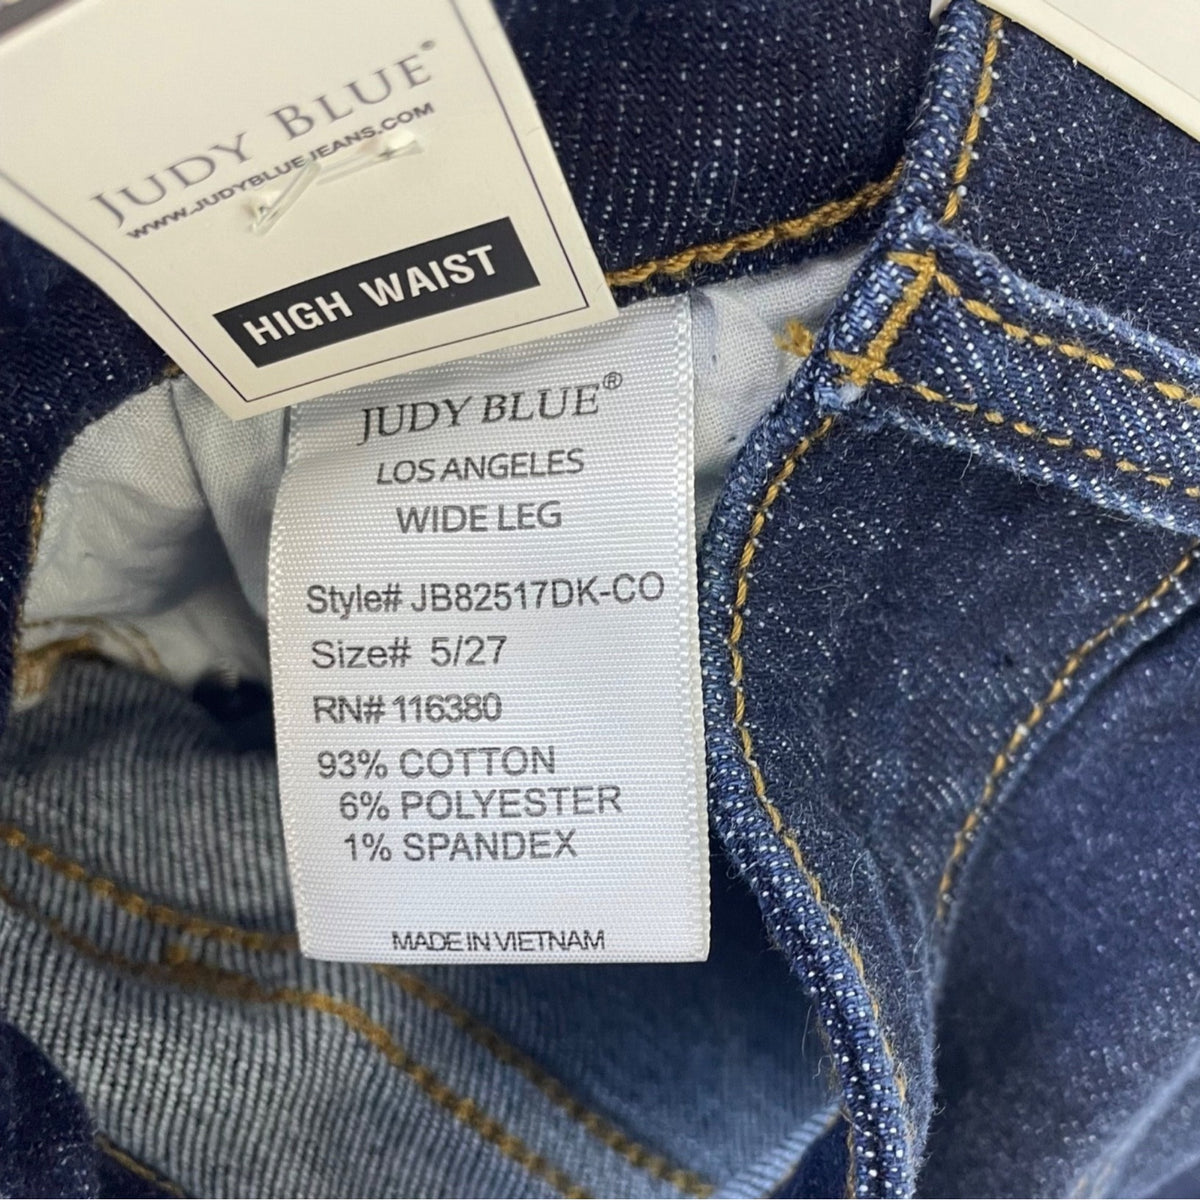 JUDY BLUE®
WWW.JUDYBLUEJEANS.COM
HIGH WAIST
JUDY BLUE®
LOS ANGELES
WIDE LEG
Style# JB82517DK-CO
Size# 5/27
RN# 116380
93% COTTON
6% POLYESTER
1% SPANDEX
MADE IN VIETNAM